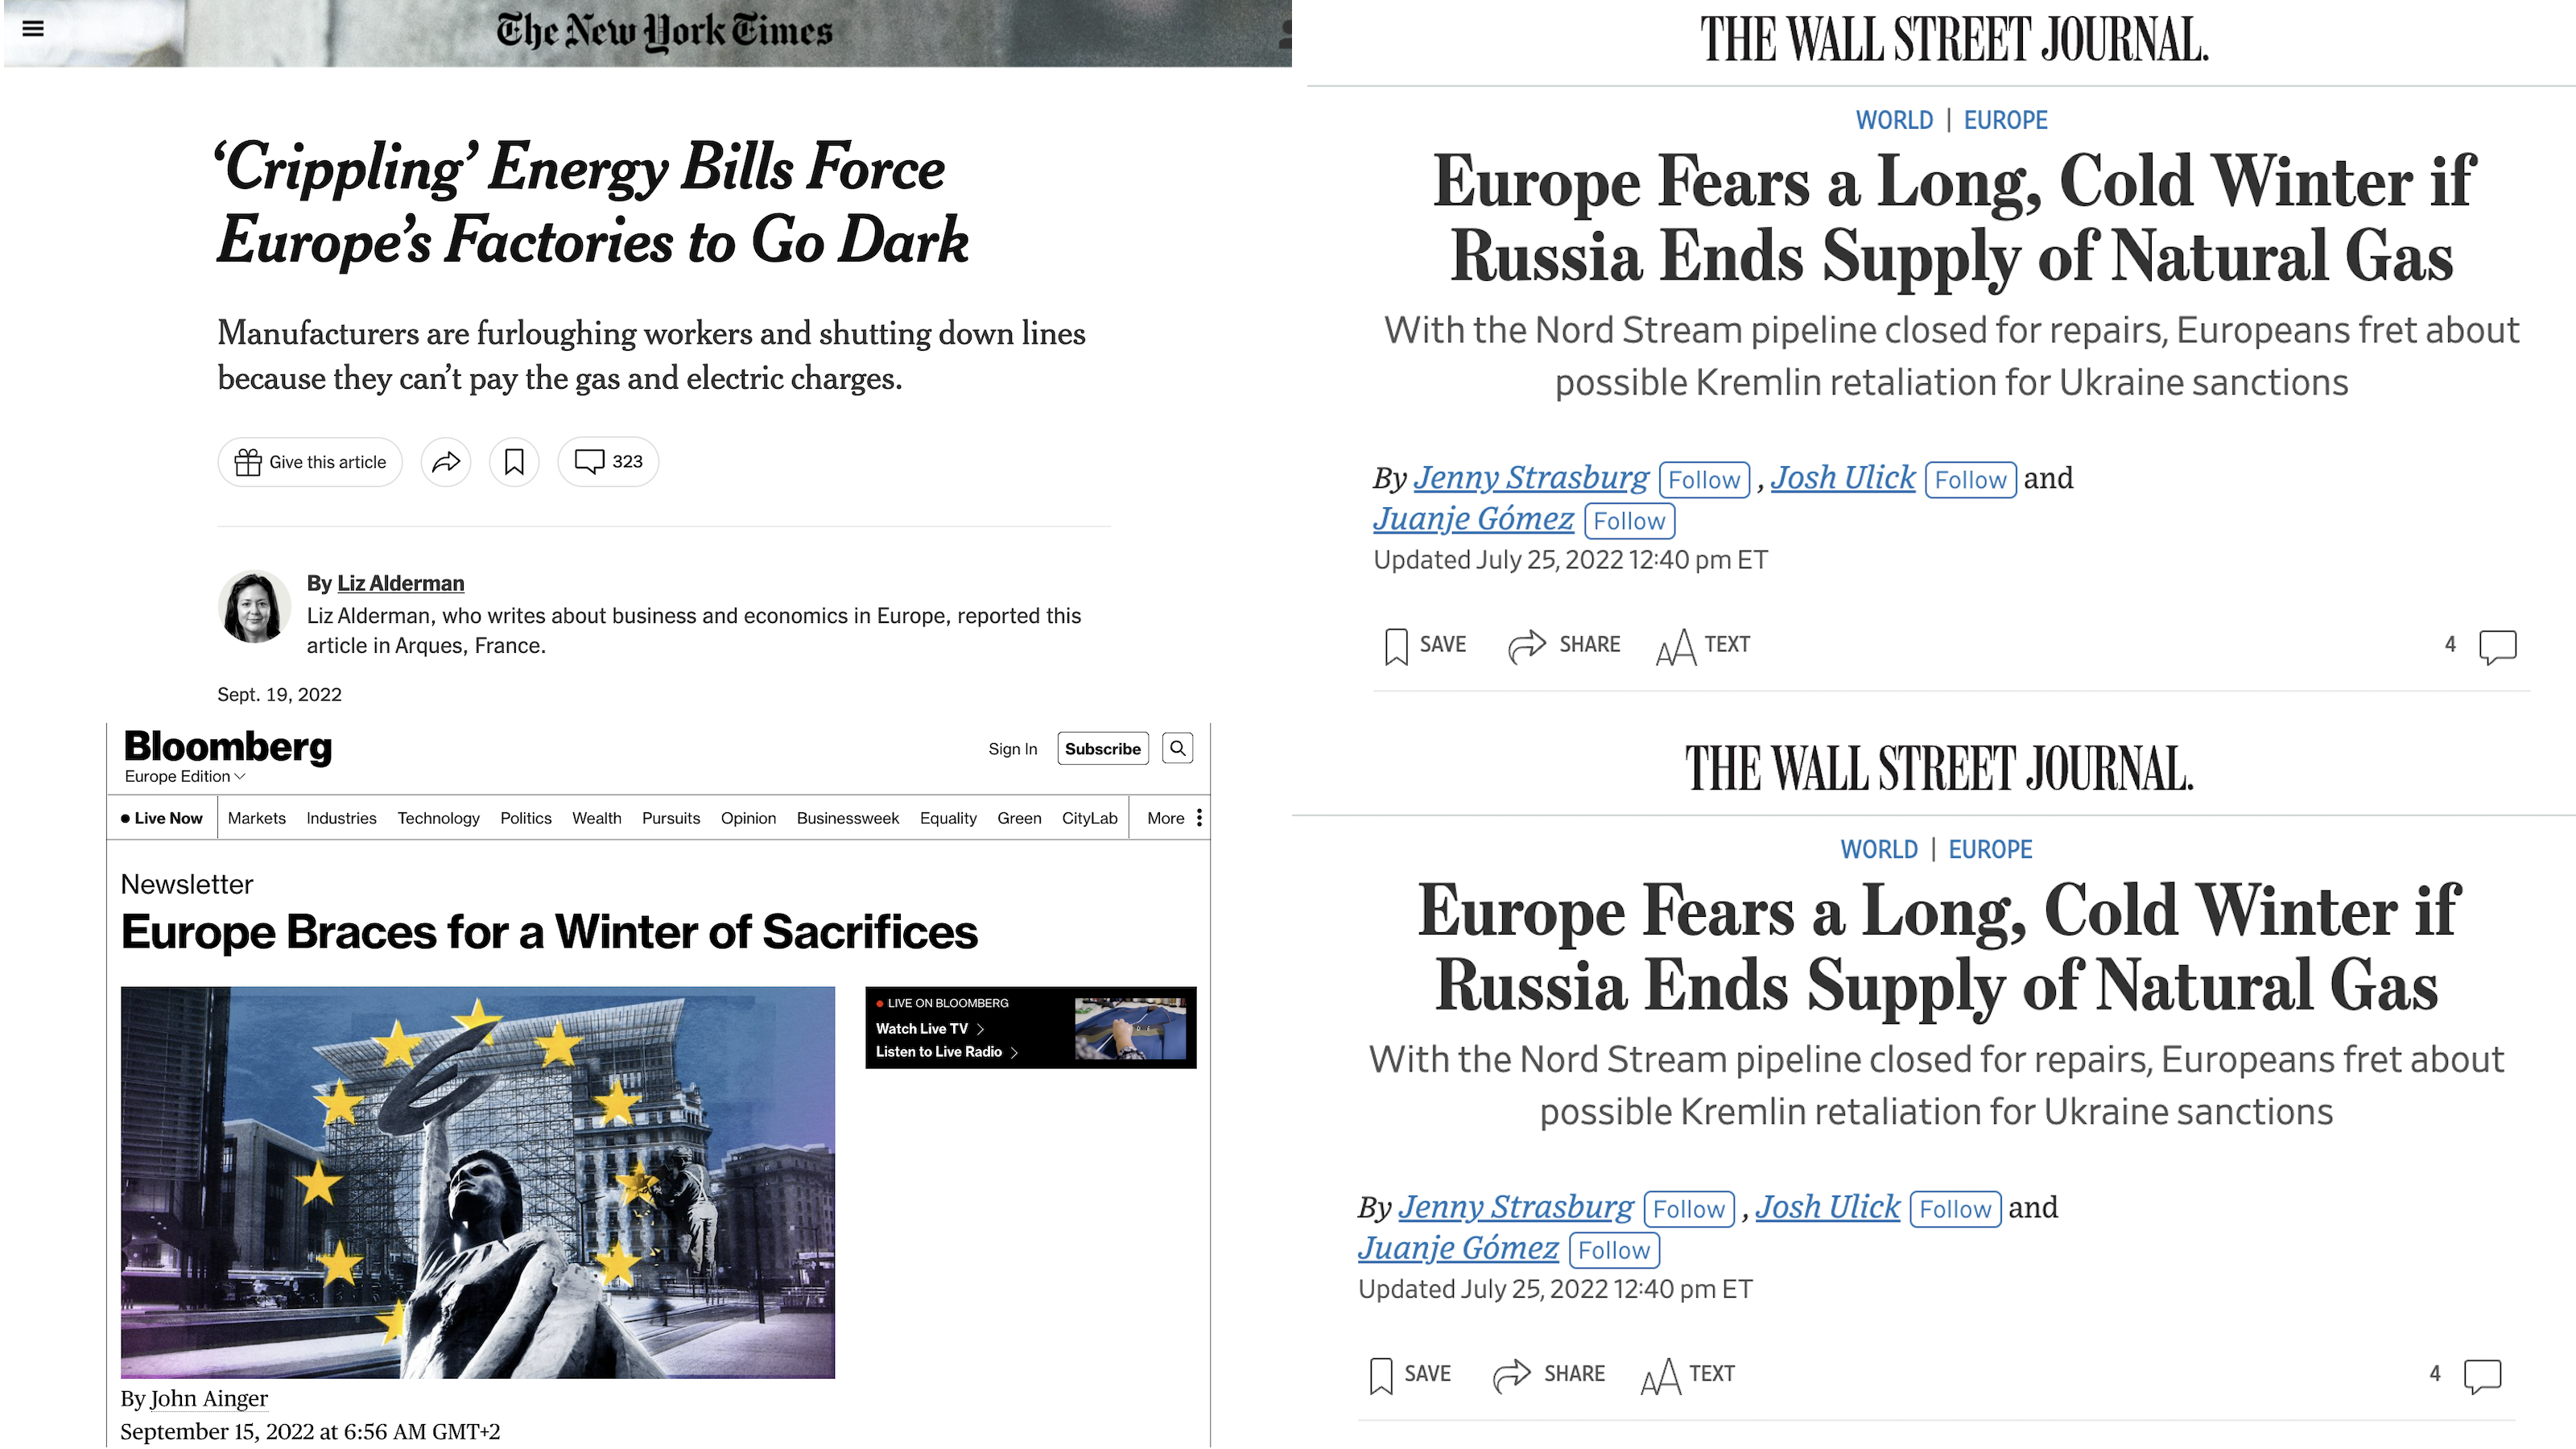 The New York Times
‘Crippling’ Energy Bills Force
Europe’s Factories to Go Dark
Manufacturers are furloughing workers and shutting down lines
because they can’t pay the gas and electric charges.
Give this article
323
By Liz Alderman
Liz Alderman, who writes about business and economics in Europe, reported this
article in Arques, France.
Sept. 19, 2022
THE WALL STREET JOURNAL.
WORLD | EUROPE
Europe Fears a Long, Cold Winter if
Russia Ends Supply of Natural Gas
With the Nord Stream pipeline closed for repairs, Europeans fret about
possible Kremlin retaliation for Ukraine sanctions
By Jenny Strasburg Follow , Josh Ulick Follow and
Juanje Gómez Follow
Updated July 25, 2022 12:40 pm ET
SAVE SHARE AA TEXT 4
Bloomberg
Europe Edition
Sign In Subscribe
Live Now Markets Industries Technology Politics Wealth Pursuits Opinion Businessweek Equality Green CityLab More
Newsletter
Europe Braces for a Winter of Sacrifices
LIVE ON BLOOMBERG
Watch Live TV
Listen to Live Radio
By John Ainger
September 15, 2022 at 6:56 AM GMT+2
THE WALL STREET JOURNAL.
WORLD | EUROPE
Europe Fears a Long, Cold Winter if
Russia Ends Supply of Natural Gas
With the Nord Stream pipeline closed for repairs, Europeans fret about
possible Kremlin retaliation for Ukraine sanctions
By Jenny Strasburg Follow , Josh Ulick Follow and
Juanje Gómez Follow
Updated July 25, 2022 12:40 pm ET
SAVE SHARE AA TEXT 4